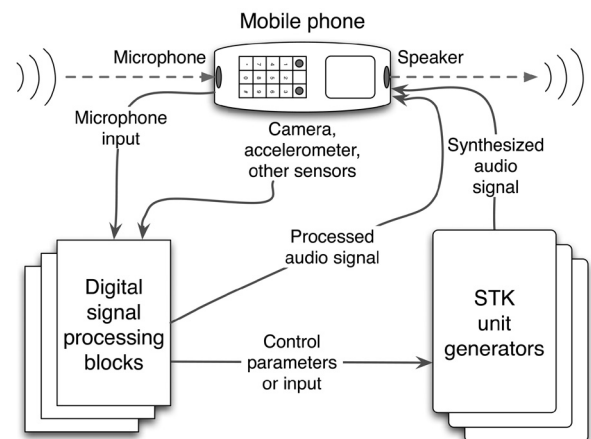 Mobile phone
Microphone
Speaker
Microphone
input
Camera,
accelerometer,
other sensors
Synthesized
audio
signal
Processed
audio signal
Digital
signal
processing
blocks
STK
unit
generators
Control
parameters
or input